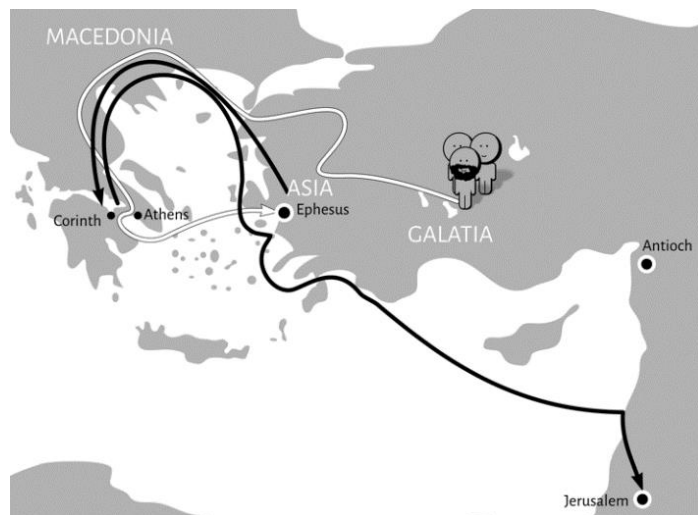 MACEDONIA
ASIA
Ephesus
Athens
Corinth
GALATIA
Antioch
Jerusalem